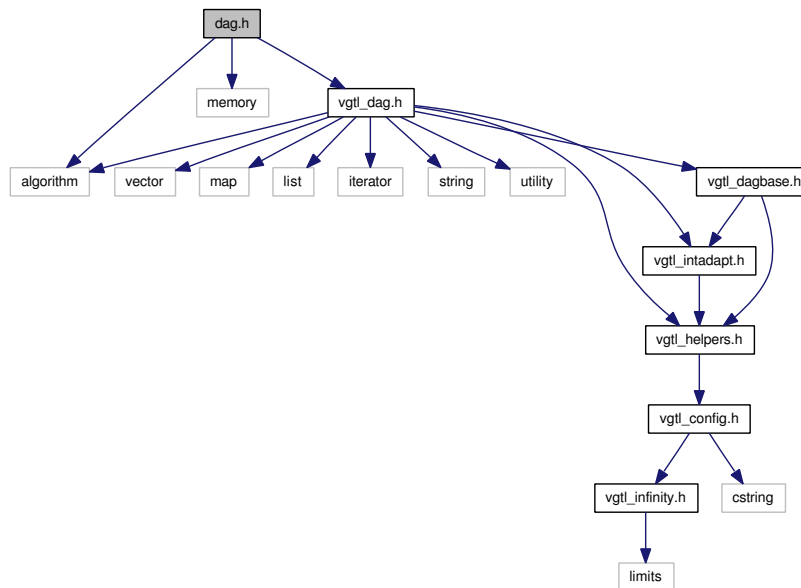 dag.h
memory
vgtl_dag.h
algorithm
vector
map
list
iterator
string
utility
vgtl_dagbase.h
vgtl_intadapt.h
vgtl_helpers.h
vgtl_config.h
vgtl_infinity.h
cstring
limits